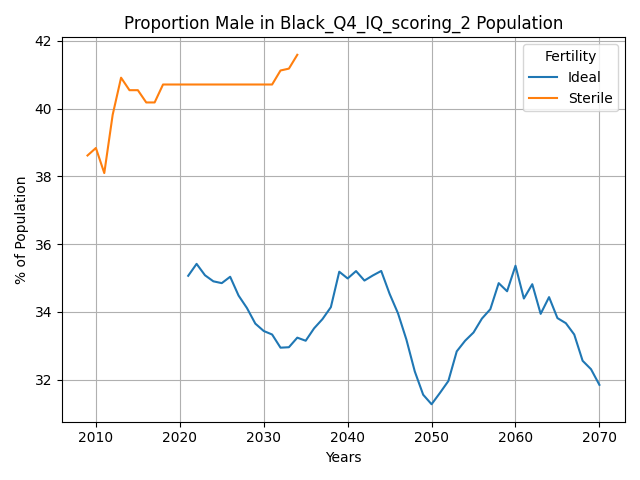 Proportion Male in Black_Q4_IQ_scoring_2 Population
42
40
38
36
34
32
% of Population
Fertility
Ideal
Sterile
2010 2020 2030 2040 2050 2060 2070
Years